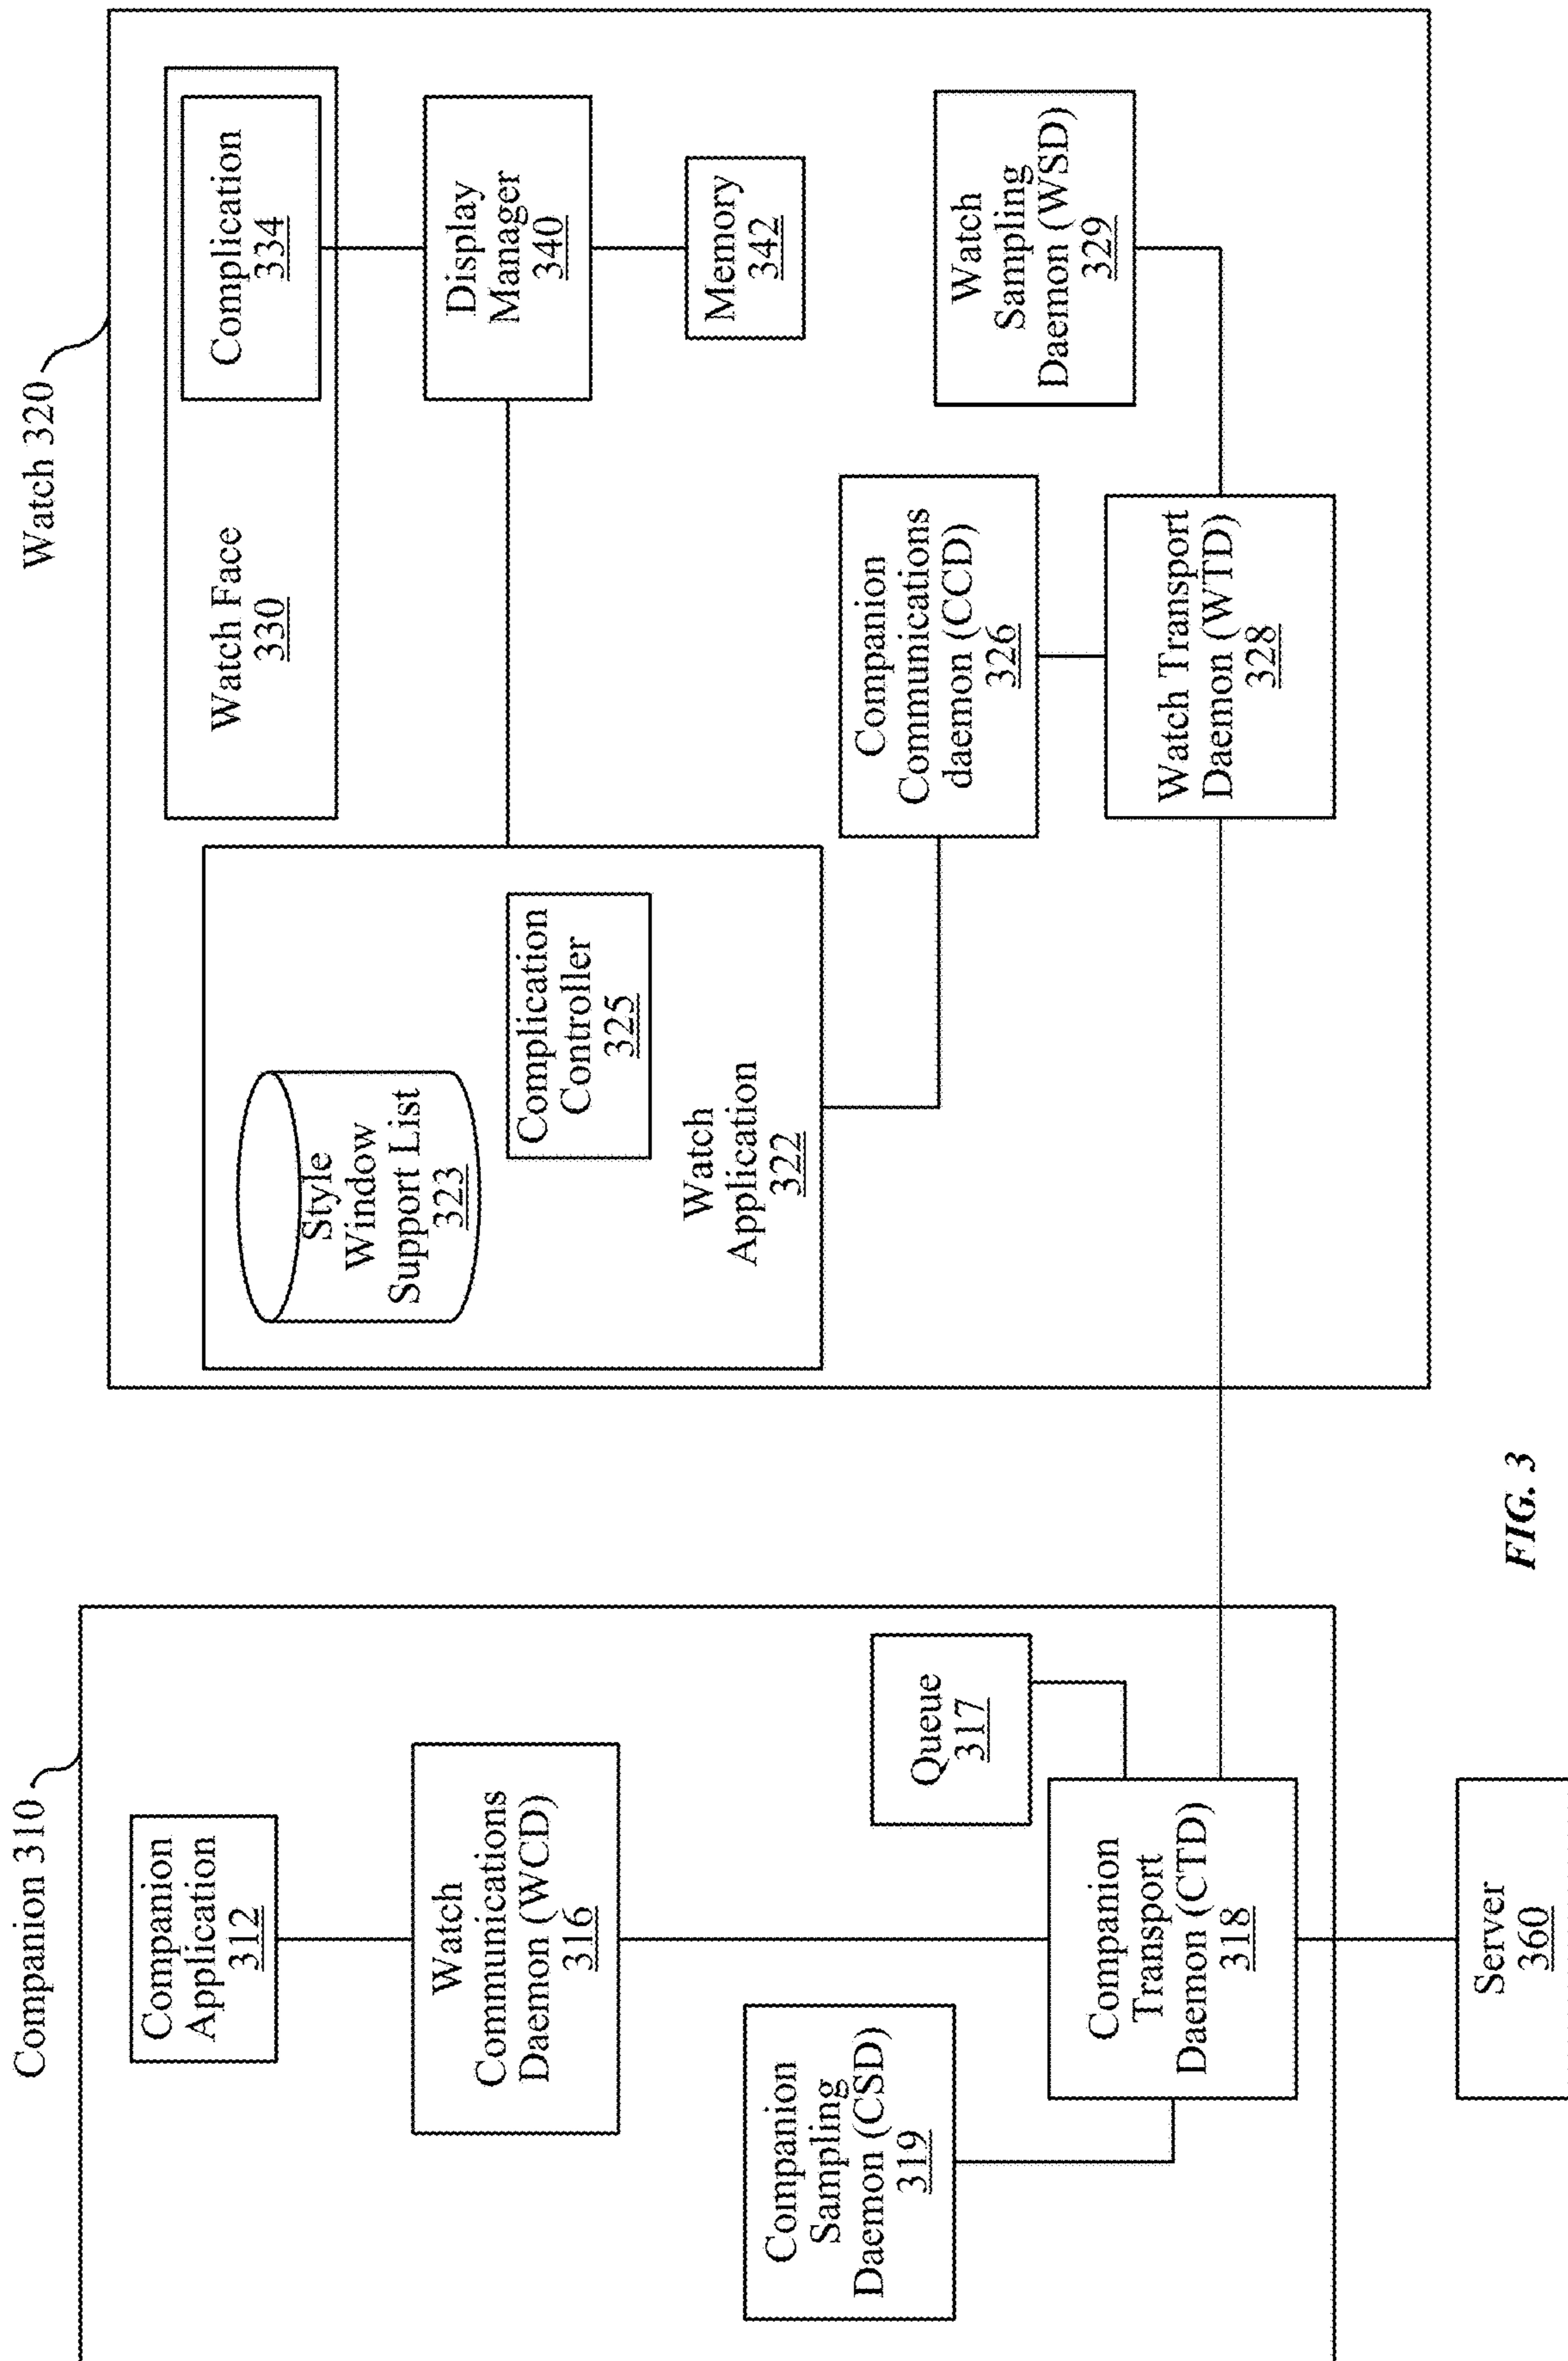 Companion 310
Companion
Application
312
Watch
Communications
Daemon (WCD)
316
Companion
Sampling
Daemon (CSD)
319
Queue
317
Companion
Transport
Daemon (CTD)
318
Server
360
Watch 320
Style
Window
Support List
323
Complication
Controller
325
Watch
Application
322
Watch Face
330
Complication
334
Display
Manager
340
Memory
342
Companion
Communications
daemon (CCD)
326
Watch
Sampling
Daemon (WSD)
329
Watch Transport
Daemon (WTD)
328
FIG. 3